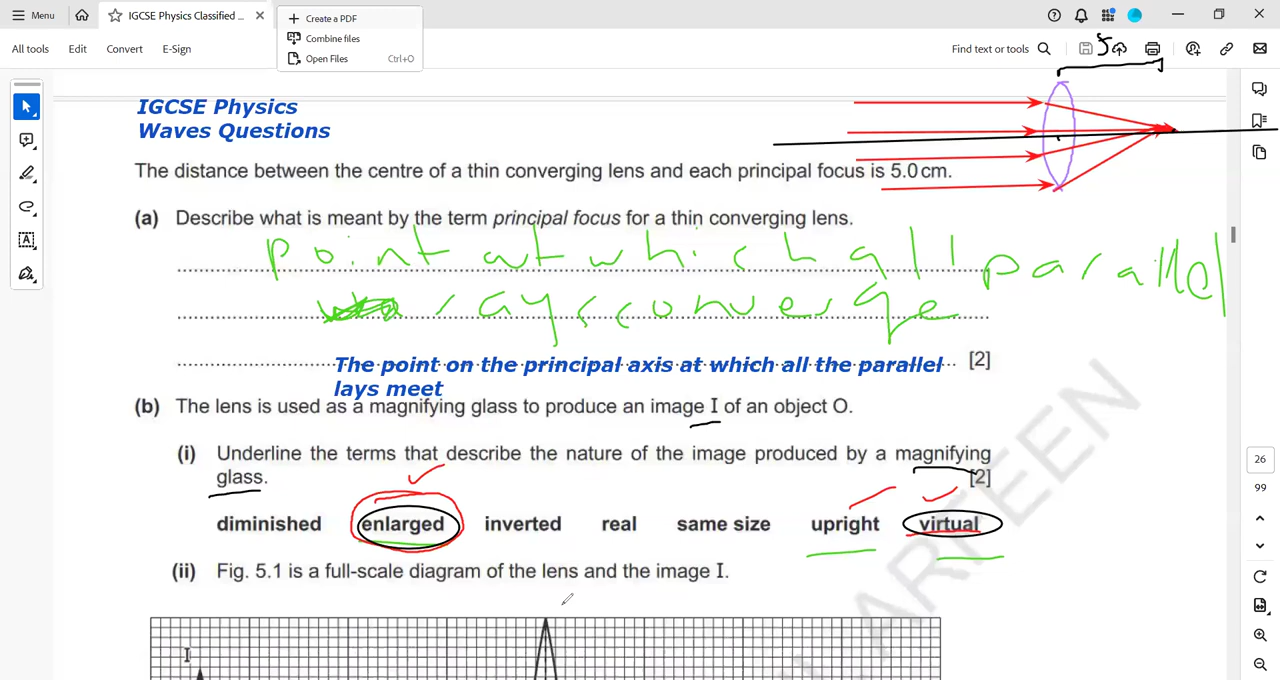 Menu
IGCSE Physics Classified ...
Create a PDF
Combine files
Open Files Ctrl+O
All tools Edit Convert E-Sign
Find text or tools
5
IGCSE Physics
Waves Questions
The distance between the centre of a thin converging lens and each principal focus is 5.0 cm.
(a) Describe what is meant by the term principal focus for a thin converging lens.
point at which all parallel
rays converge
The point on the principal axis at which all the parallel
lays meet
[2]
(b) The lens is used as a magnifying glass to produce an image I of an object O.
(i) Underline the terms that describe the nature of the image produced by a magnifying
glass. [2]
diminished enlarged inverted real same size upright virtual
(ii) Fig. 5.1 is a full-scale diagram of the lens and the image I.
I
26
99